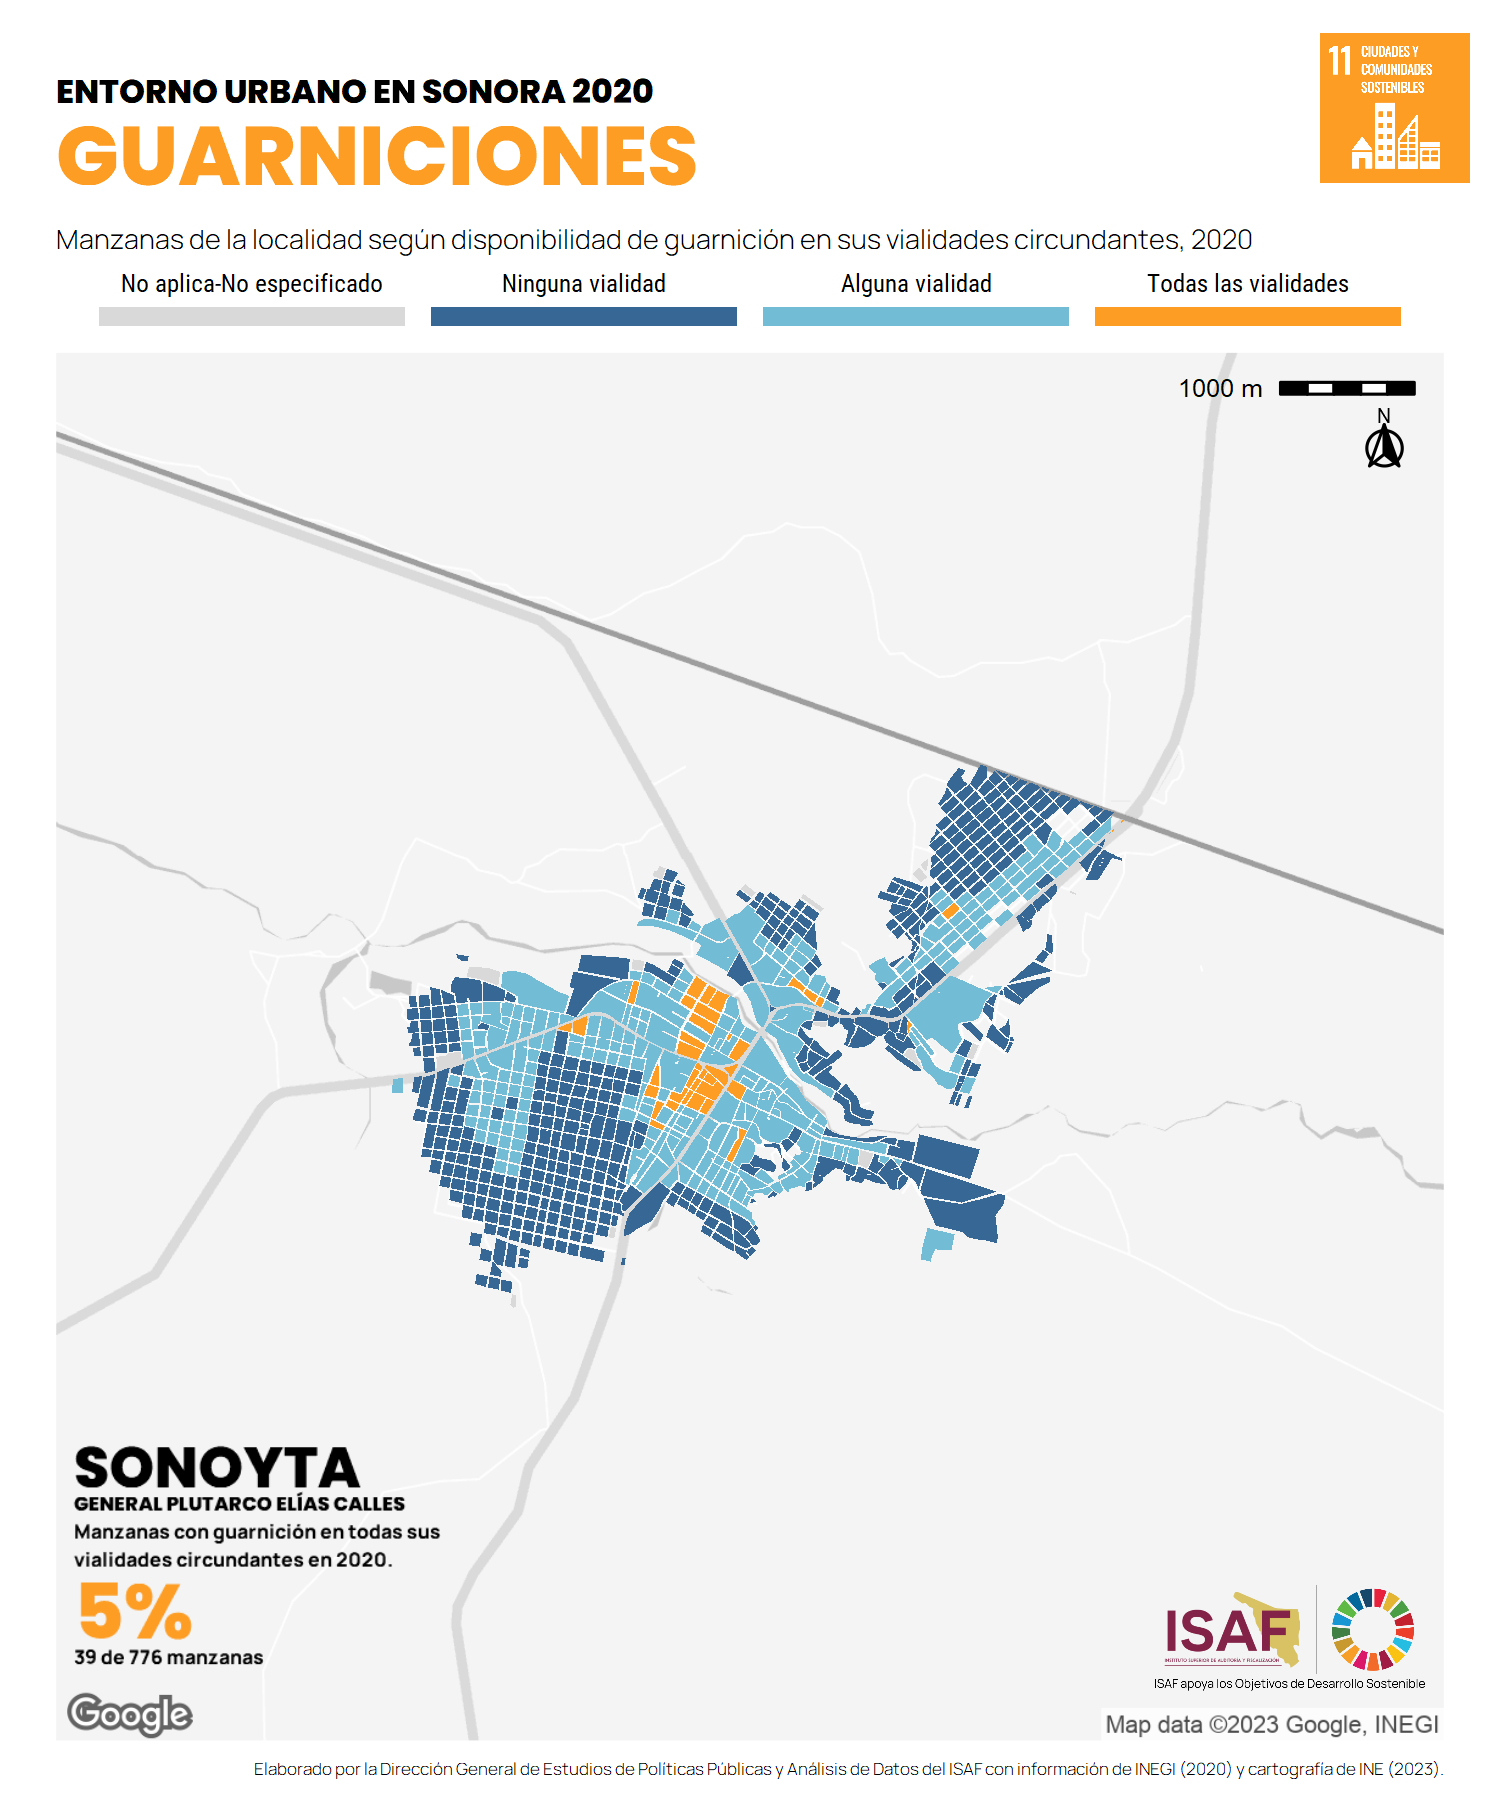 11 CIUDADES Y
COMUNIDADES
SOSTENIBLES
ENTORNO URBANO EN SONORA 2020
GUARNICIONES
Manzanas de la localidad según disponibilidad de guarnición en sus vialidades circundantes, 2020
No aplica-No especificado
Ninguna vialidad
Alguna vialidad
Todas las vialidades
1000 m
N
SONOYTA
GENERAL PLUTARCO ELÍAS CALLES
Manzanas con guarnición en todas sus
vialidades circundantes en 2020.
5%
39 de 776 manzanas
Google
ISAF
INSTITUTO SUPERIOR DE AUDITORÍA Y FISCALIZACIÓN
ISAF apoya los Objetivos de Desarrollo Sostenible
Map data ©2023 Google, INEGI
Elaborado por la Dirección General de Estudios de Políticas Públicas y Análisis de Datos del ISAF con información de INEGI (2020) y cartografía de INE (2023).